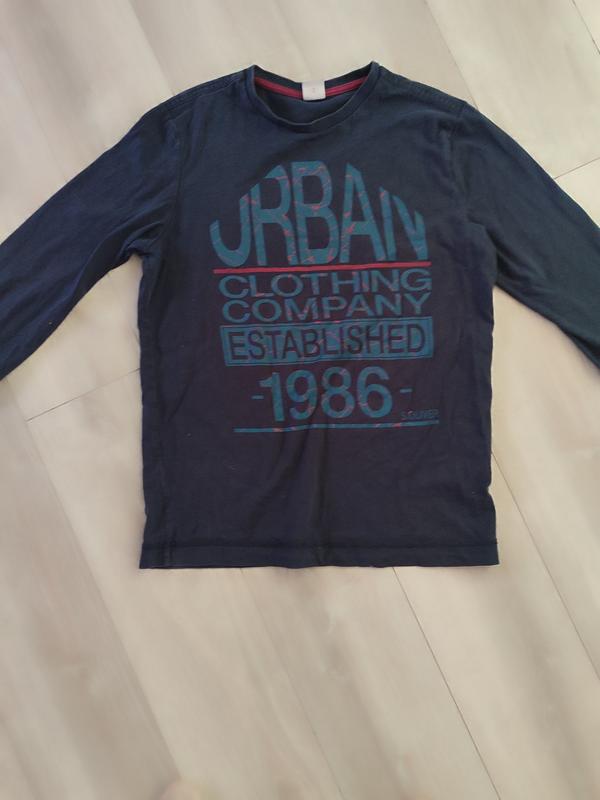 URBAN
CLOTHING
COMPANY
ESTABLISHED
-1986-
S.OLIVER